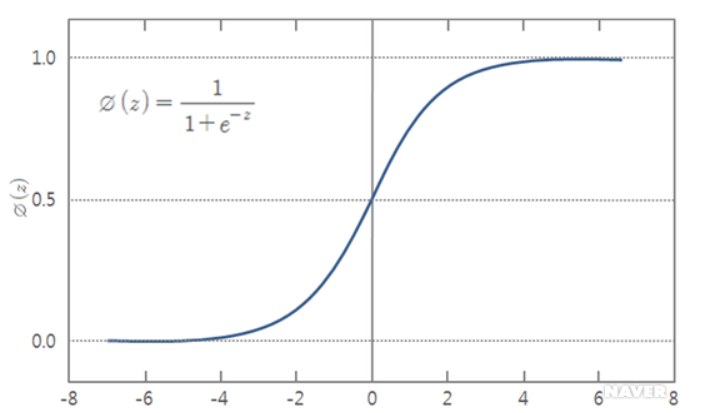 1.0
∅(z) = 1 / (1+e^-z)
∅(z)
0.5
0.0
-8 -6 -4 -2 0 2 4 6 8
NAVER